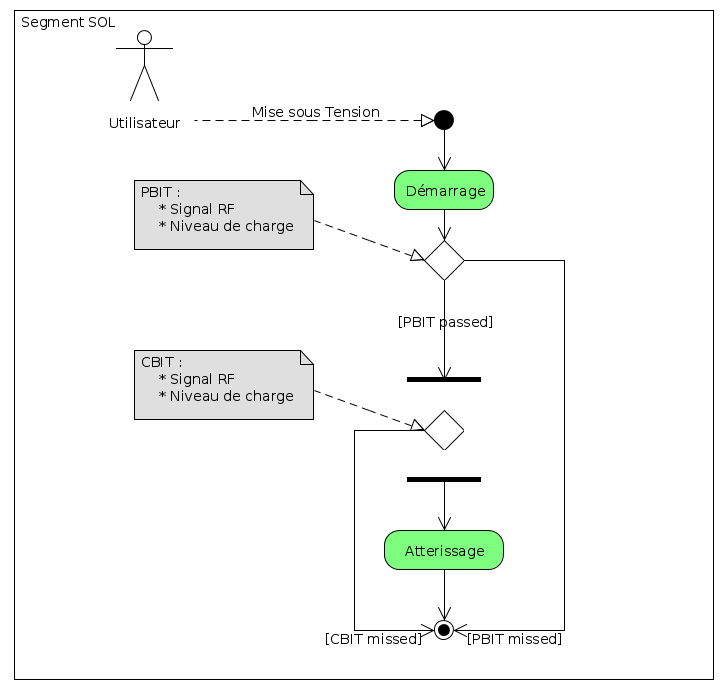 Segment SOL
Utilisateur
Mise sous Tension
Démarrage
PBIT :
* Signal RF
* Niveau de charge
[PBIT passed]
CBIT :
* Signal RF
* Niveau de charge
Atterissage
[CBIT missed]
[PBIT missed]